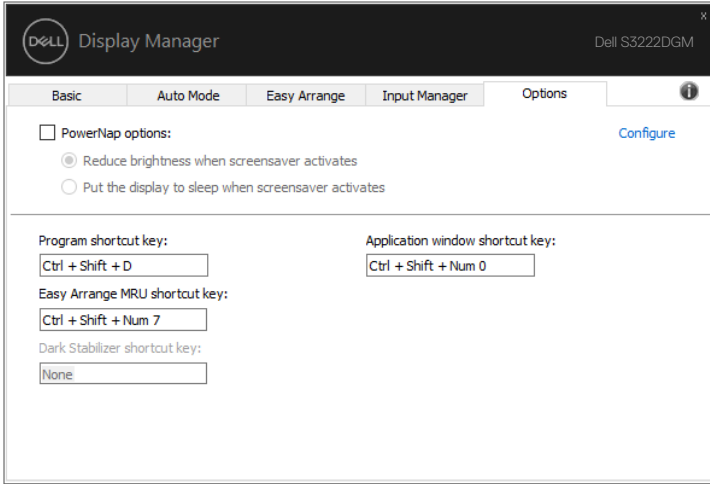 x
DELL Display Manager
Dell S3222DGM
Basic Auto Mode Easy Arrange Input Manager Options
PowerNap options:
Configure
Reduce brightness when screensaver activates
Put the display to sleep when screensaver activates
Program shortcut key:
Application window shortcut key:
Ctrl + Shift + D
Ctrl + Shift + Num 0
Easy Arrange MRU shortcut key:
Ctrl + Shift + Num 7
Dark Stabilizer shortcut key:
None